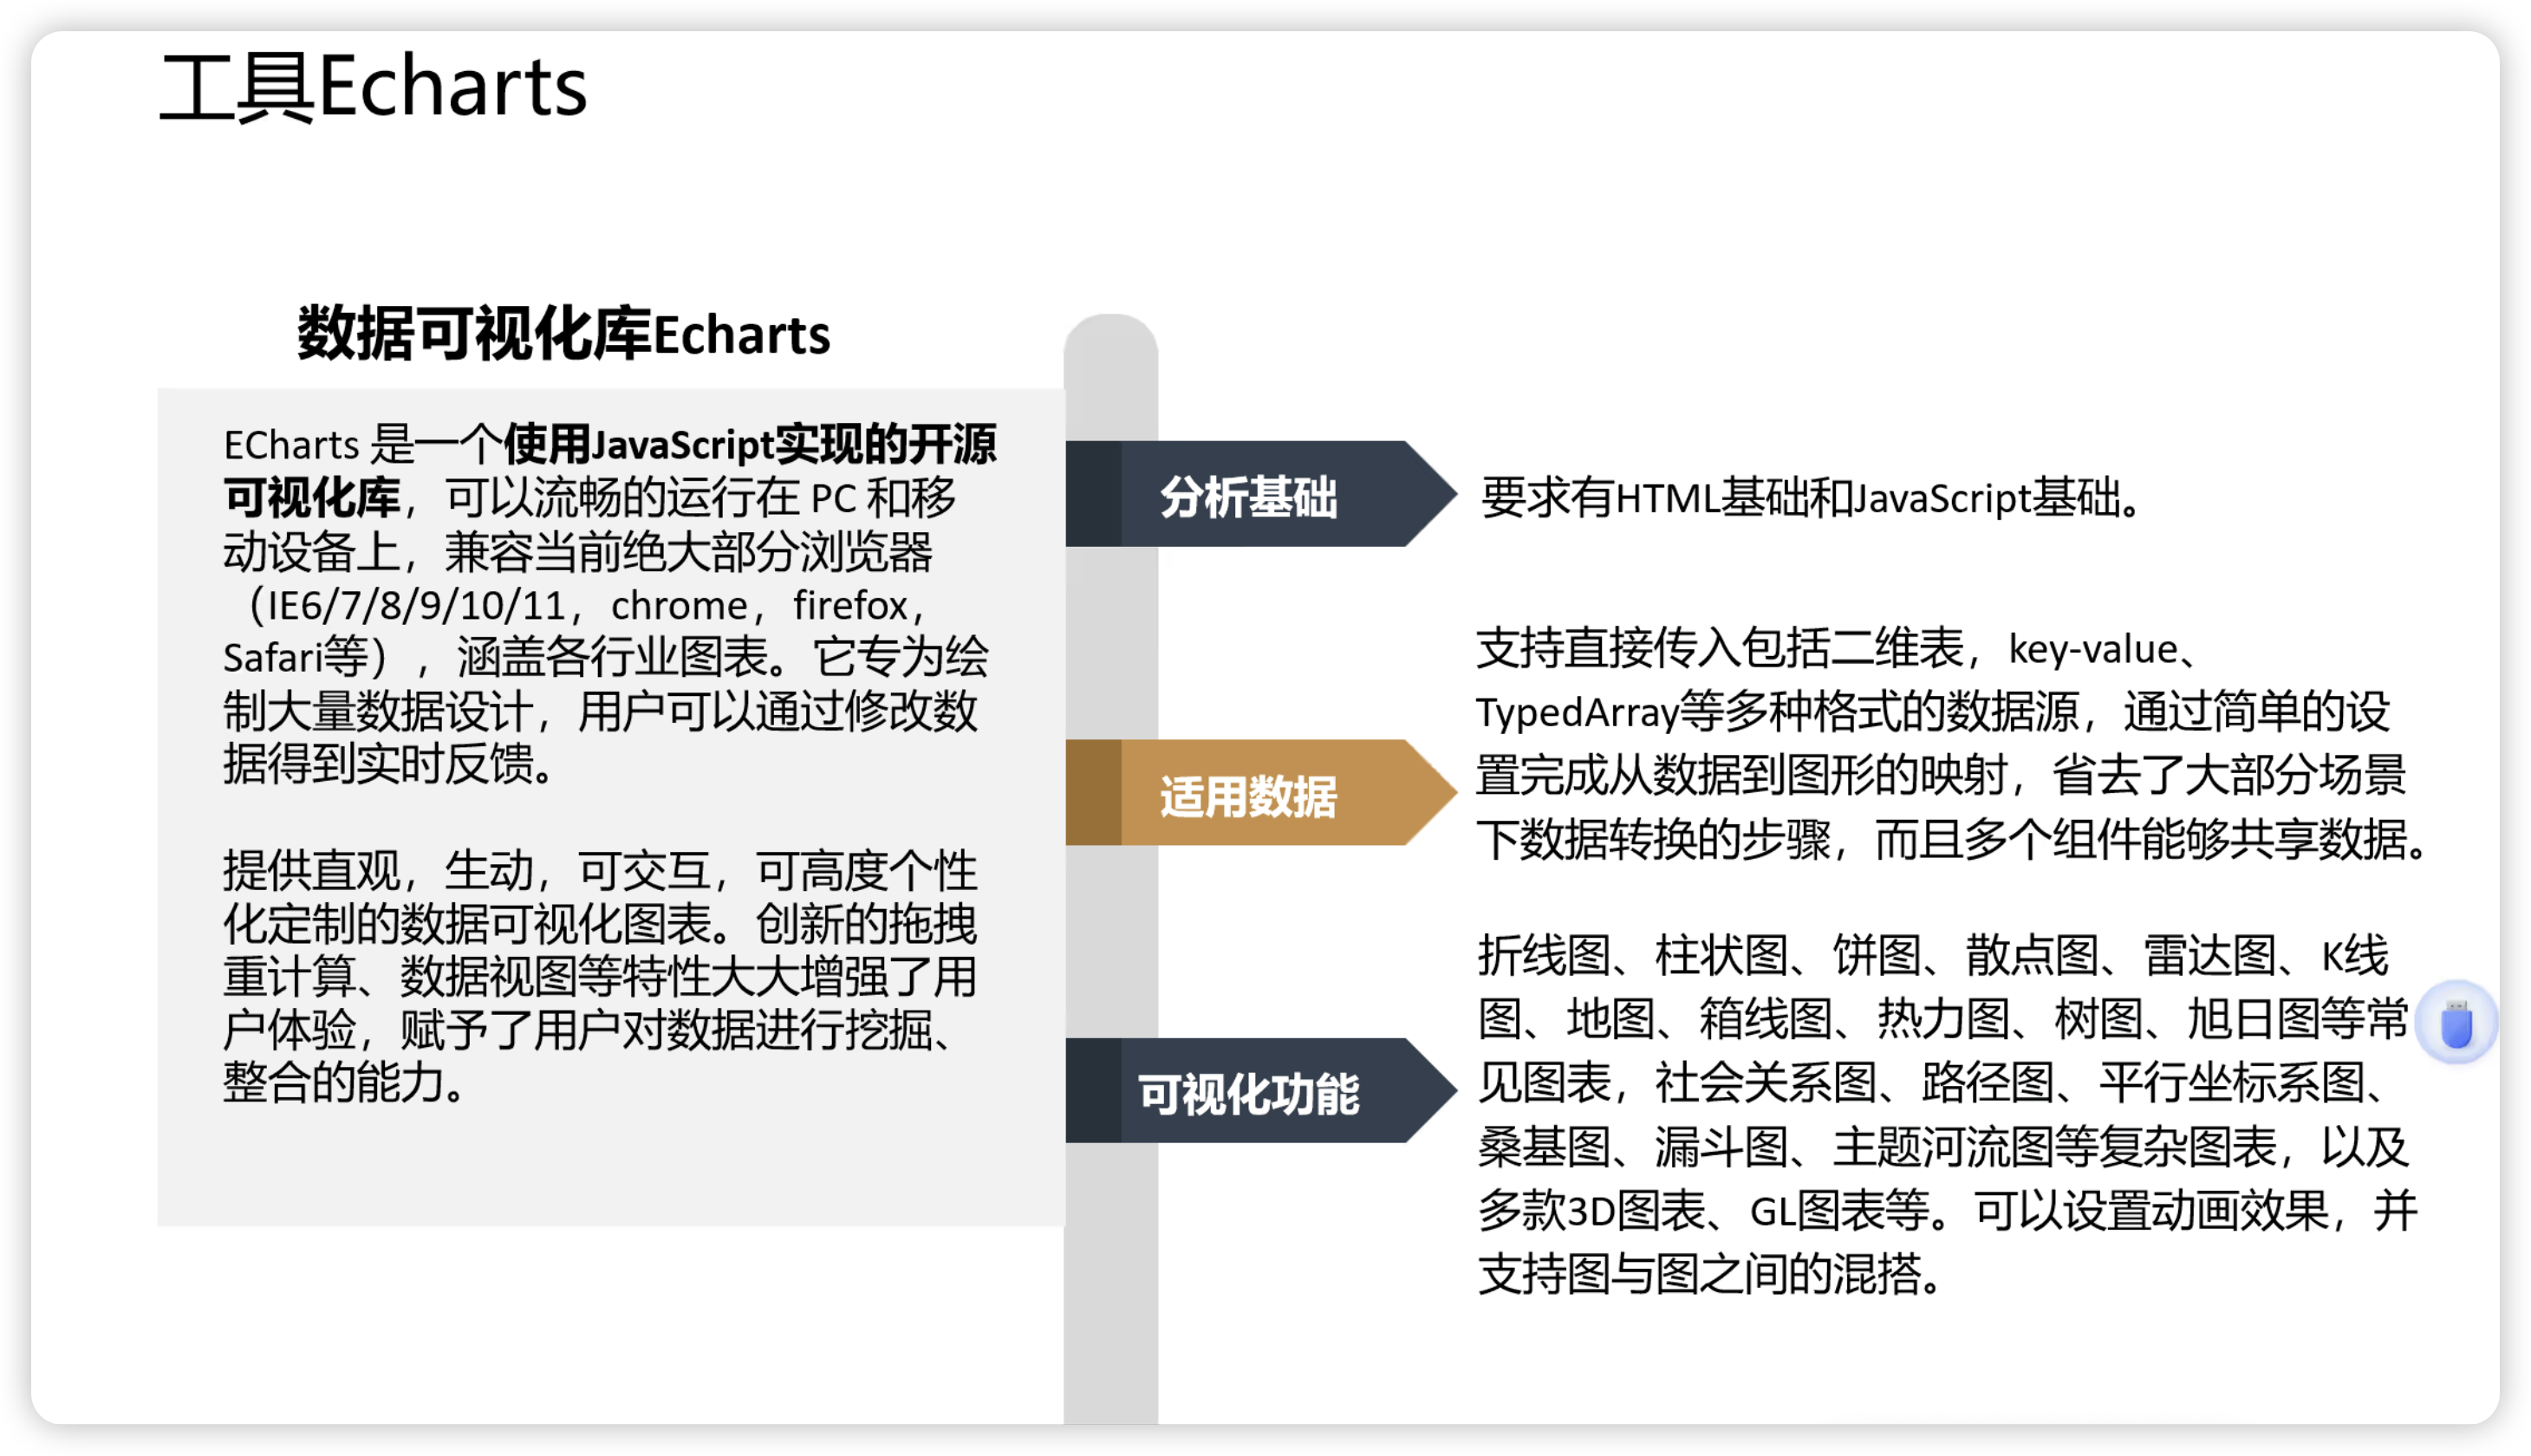 工具Echarts
数据可视化库Echarts
ECharts 是一个使用JavaScript实现的开源
可视化库，可以流畅的运行在 PC 和移
动设备上，兼容当前绝大部分浏览器
（IE6/7/8/9/10/11，chrome，firefox，
Safari等），涵盖各行业图表。它专为绘
制大量数据设计，用户可以通过修改数
据得到实时反馈。
提供直观，生动，可交互，可高度个性
化定制的数据可视化图表。创新的拖拽
重计算、数据视图等特性大大增强了用
户体验，赋予了用户对数据进行挖掘、
整合的能力。
分析基础
要求有HTML基础和JavaScript基础。
适用数据
支持直接传入包括二维表，key-value、
TypedArray等多种格式的数据源，通过简单的设
置完成从数据到图形的映射，省去了大部分场景
下数据转换的步骤，而且多个组件能够共享数据。
可视化功能
折线图、柱状图、饼图、散点图、雷达图、K线
图、地图、箱线图、热力图、树图、旭日图等常
见图表，社会关系图、路径图、平行坐标系图、
桑基图、漏斗图、主题河流图等复杂图表，以及
多款3D图表、GL图表等。可以设置动画效果，并
支持图与图之间的混搭。